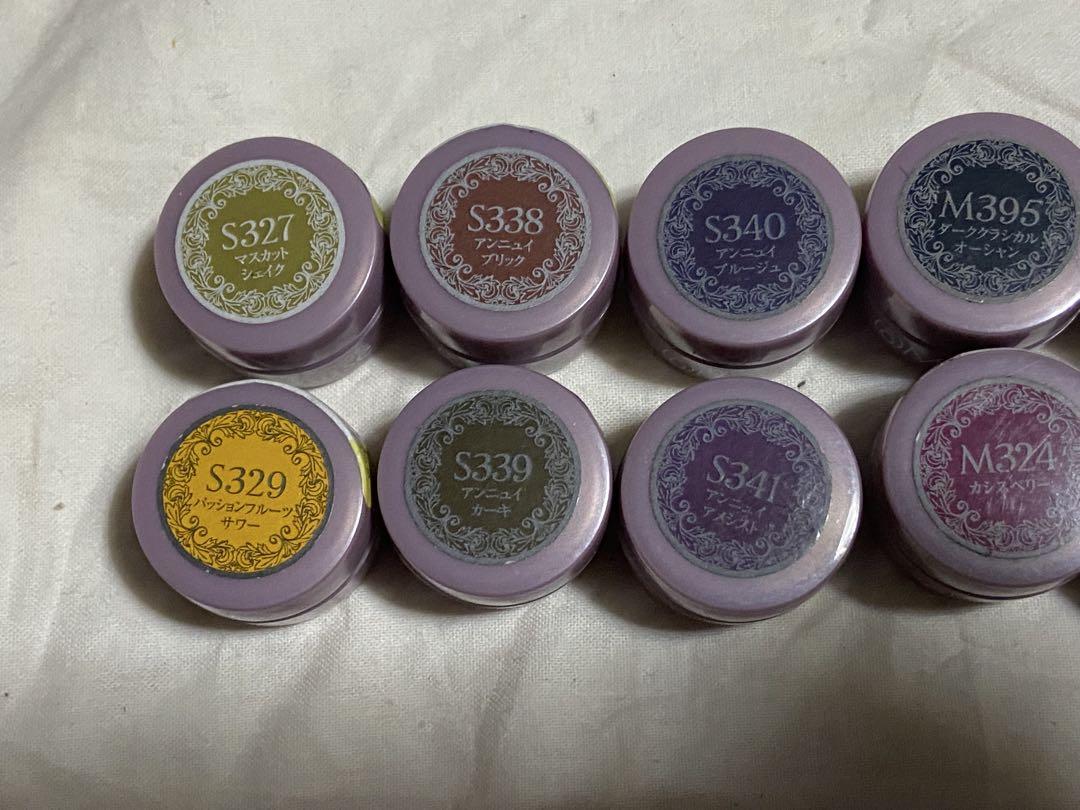 S327
マスカット
シェイク
S338
アンニュイ
ブリック
S340
アンニュイ
ブルージュ
M395
ダーククラシカル
オーシャン
S329
パッションフルーツ
サワー
S339
アンニュイ
カーキ
S341
アンニュイ
アメシスト
M324
カシスベリー